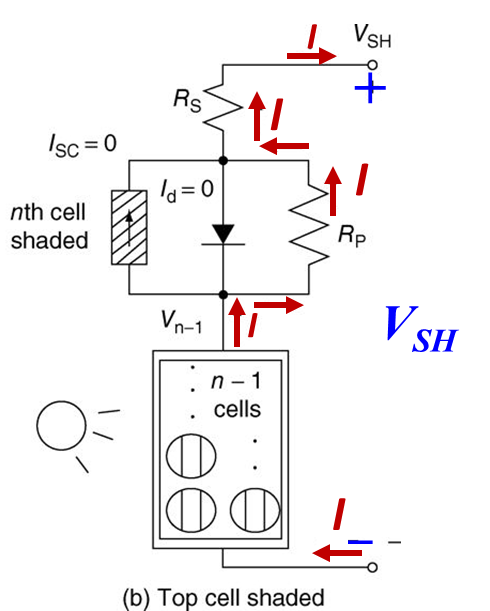 I
V_SH
+
R_S
I
I_SC = 0
I_d = 0
I
nth cell
shaded
R_P
V_n–1
I
V_SH
n – 1
cells
I
– -
(b) Top cell shaded